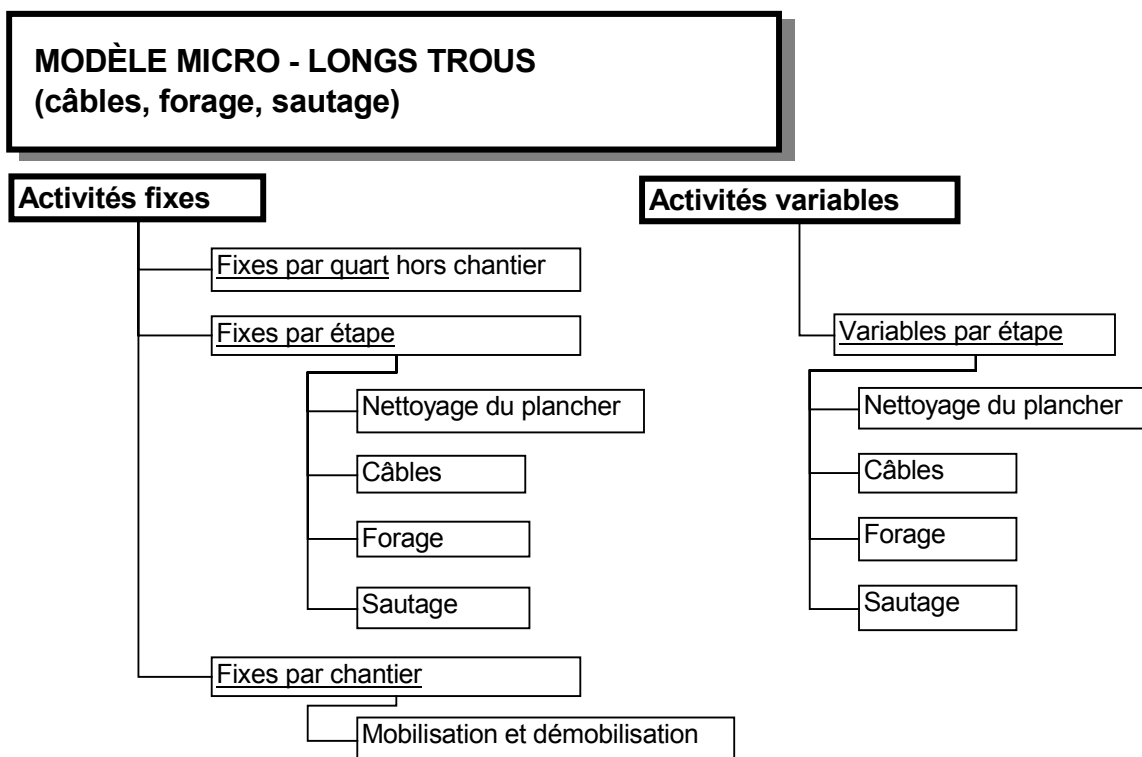 MODÈLE MICRO - LONGS TROUS
(câbles, forage, sautage)
Activités fixes
Fixes par quart hors chantier
Fixes par étape
Nettoyage du plancher
Câbles
Forage
Sautage
Fixes par chantier
Mobilisation et démobilisation
Activités variables
Variables par étape
Nettoyage du plancher
Câbles
Forage
Sautage